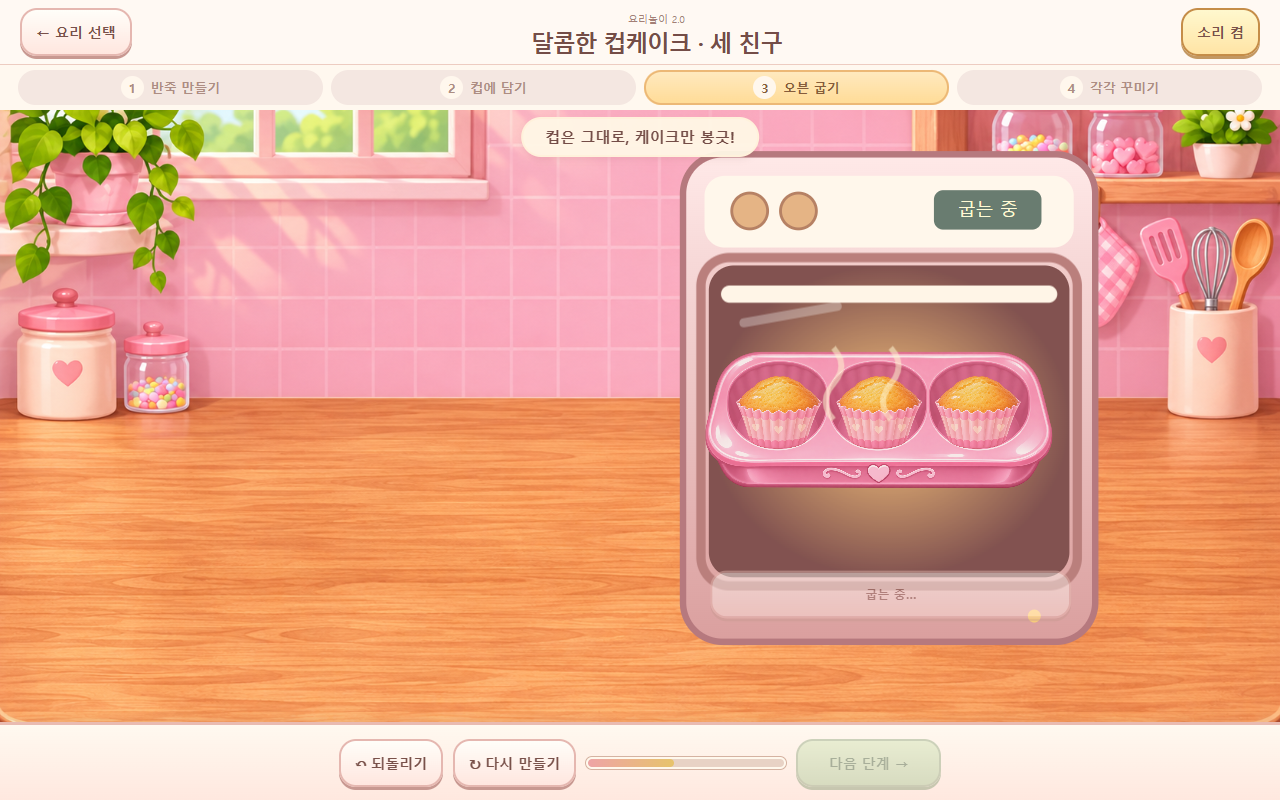 ← 요리 선택
요리놀이 2.0
달콤한 컵케이크 · 세 친구
소리 켬
1 반죽 만들기
2 컵에 담기
3 오븐 굽기
4 각각 꾸미기
컵은 그대로, 케이크만 봉긋!
굽는 중
굽는 중...
↶ 되돌리기
↻ 다시 만들기
다음 단계 →